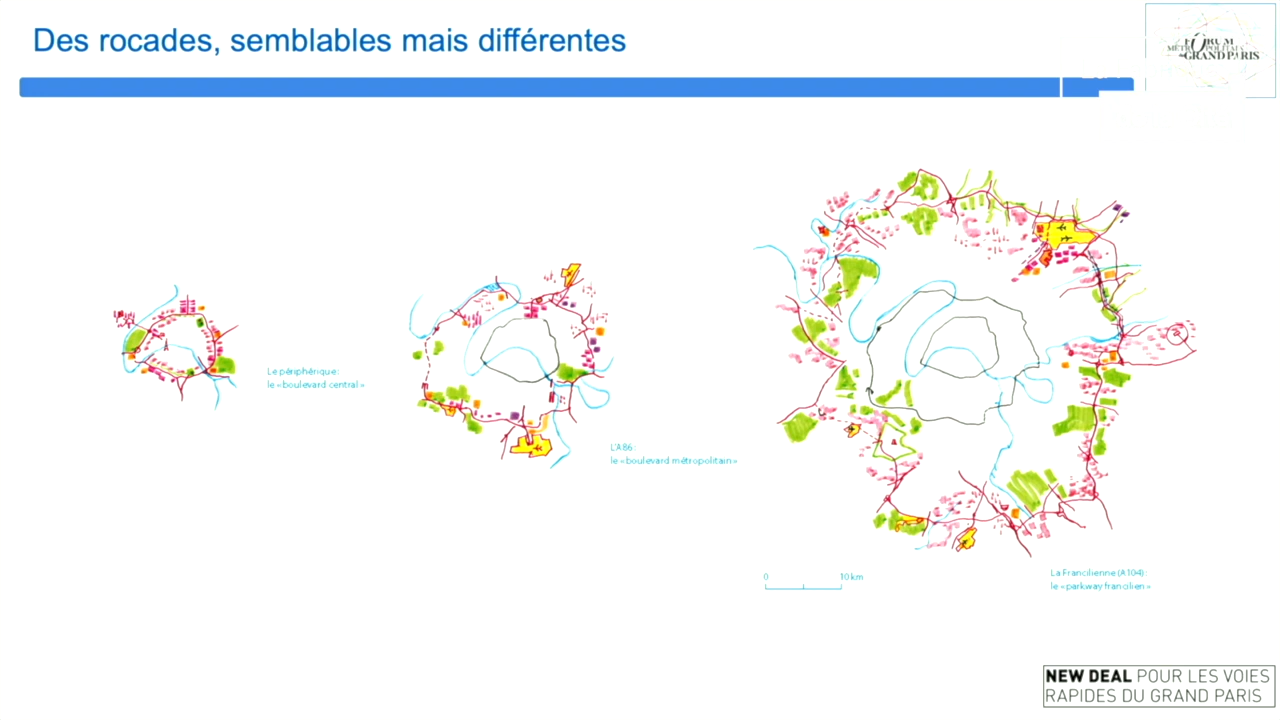 Des rocades, semblables mais différentes
FORUM
MÉTROPOLITAIN
GRAND PARIS
Le périphérique:
le «boulevard central»
L'A86:
le «boulevard métropolitain»
0 10 km
La Francilienne (A104):
le «parkway francilien»
NEW DEAL POUR LES VOIES
RAPIDES DU GRAND PARIS